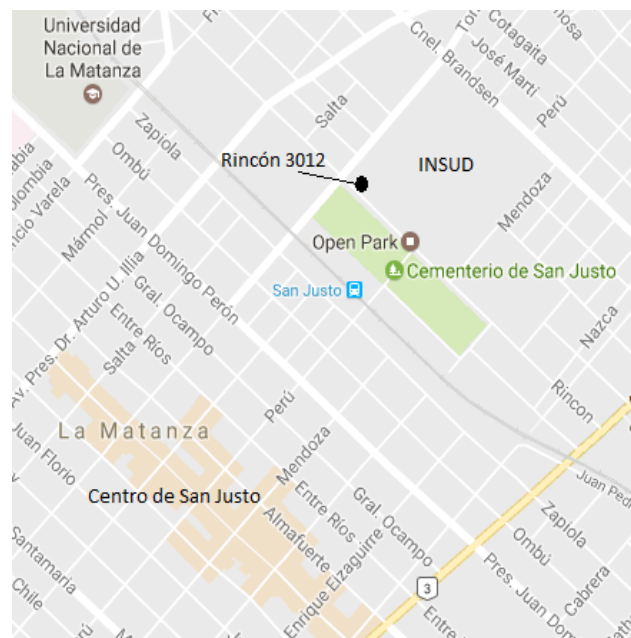 Universidad
Nacional de
La Matanza
Cotagaita
José Martí
Cnel. Brandsen
Perú
Salta
Zapiola
Ombú
Rincón 3012
INSUD
Mendoza
Pres. Juan Domingo Perón
Mármol
Open Park
Cementerio de San Justo
San Justo
Nazca
Av. Pres. Dr. Arturo U. Illia
Gral. Ocampo
Entre Ríos
Salta
Rincon
Perú
La Matanza
Juan Florio
Mendoza
Centro de San Justo
Entre Ríos
Almafuerte
Gral. Ocampo
Enrique Eizaguirre
Zapiola
Ombú
Cabrera
Santamaria
Chile
3
Pres. Juan Dom
Entre